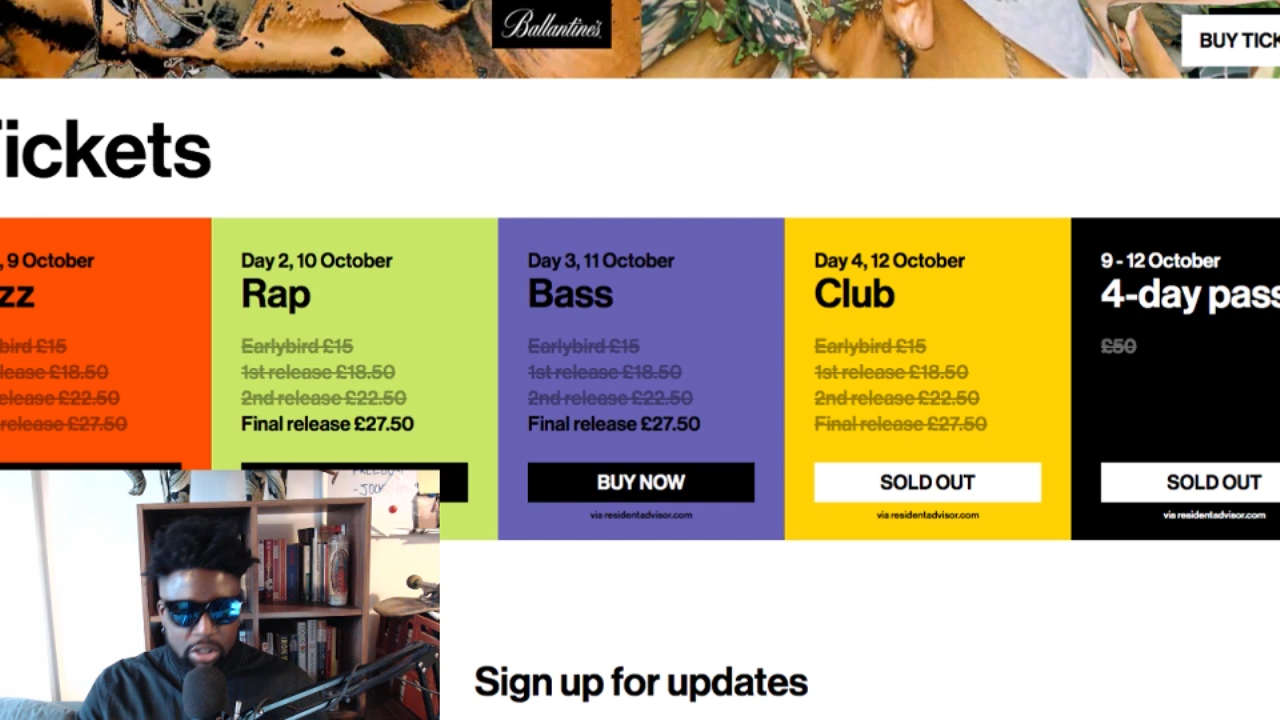 Ballantine's
BUY TICK
Tickets
, 9 October
zz
bird £15
lease £18.50
elease £22.50
release £27.50
Day 2, 10 October
Rap
Earlybird £15
1st release £18.50
2nd release £22.50
Final release £27.50
Day 3, 11 October
Bass
Earlybird £15
1st release £18.50
2nd release £22.50
Final release £27.50
BUY NOW
via residentadvisor.com
Day 4, 12 October
Club
Earlybird £15
1st release £18.50
2nd release £22.50
Final release £27.50
SOLD OUT
via residentadvisor.com
9 - 12 October
4-day pass
£50
SOLD OUT
via residentadvisor.com
-JOCK
Sign up for updates